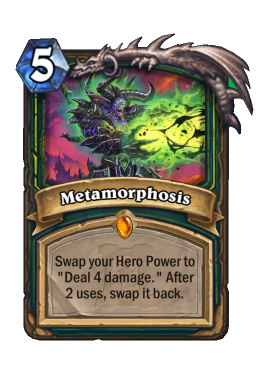 5
Metamorphosis
Swap your Hero Power to
"Deal 4 damage." After
2 uses, swap it back.